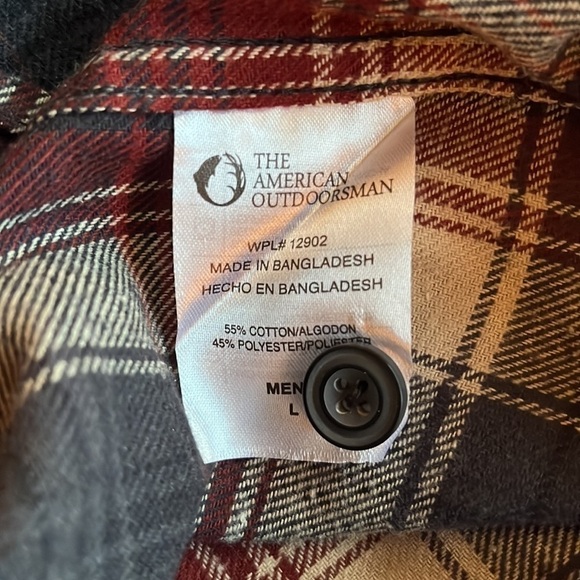 THE
AMERICAN
OUTDOORSMAN
WPL# 12902
MADE IN BANGLADESH
HECHO EN BANGLADESH
55% COTTON/ALGODON
45% POLYESTER/POLIESTER
MEN
L